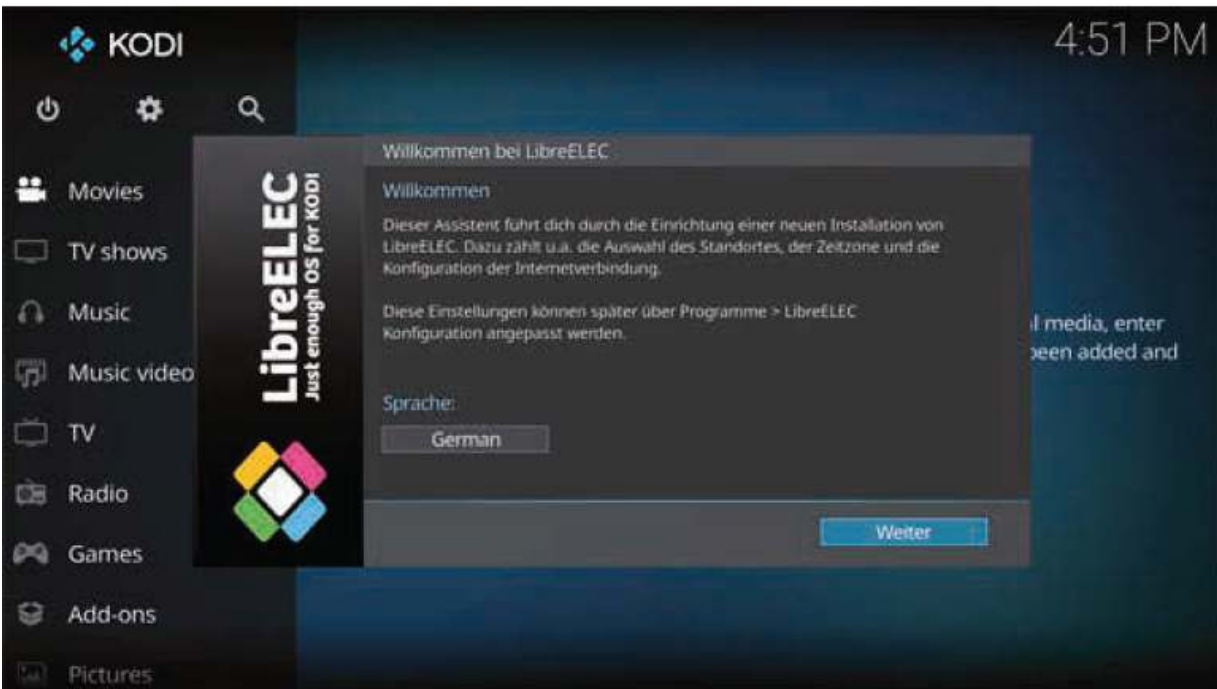 KODI
4:51 PM
Movies
TV shows
Music
Music video
TV
Radio
Games
Add-ons
Pictures
LibreELEC
Just enough OS for KODI
Willkommen bei LibreELEC
Willkommen
Dieser Assistent führt dich durch die Einrichtung einer neuen Installation von
LibreELEC. Dazu zählt u.a. die Auswahl des Standortes, der Zeitzone und die
Konfiguration der Internetverbindung.
Diese Einstellungen können später über Programme > LibreELEC
Konfiguration angepasst werden.
Sprache:
German
Weiter
l media, enter
been added and